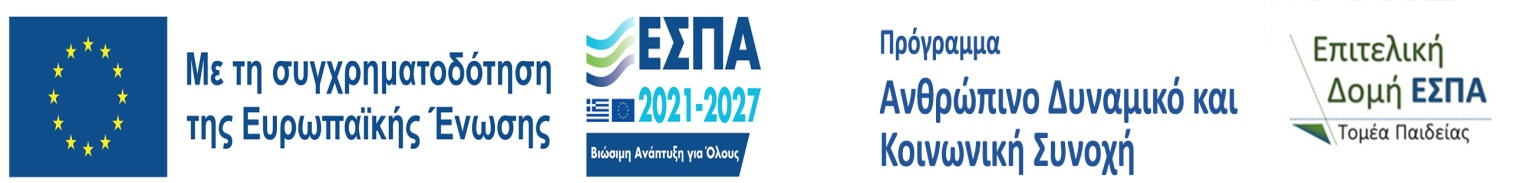 Με τη συγχρηματοδότηση
της Ευρωπαϊκής Ένωσης
ΕΣΠΑ
2021-2027
Βιώσιμη Ανάπτυξη για Όλους
Πρόγραμμα
Ανθρώπινο Δυναμικό και
Κοινωνική Συνοχή
Επιτελική
Δομή ΕΣΠΑ
Τομέα Παιδείας